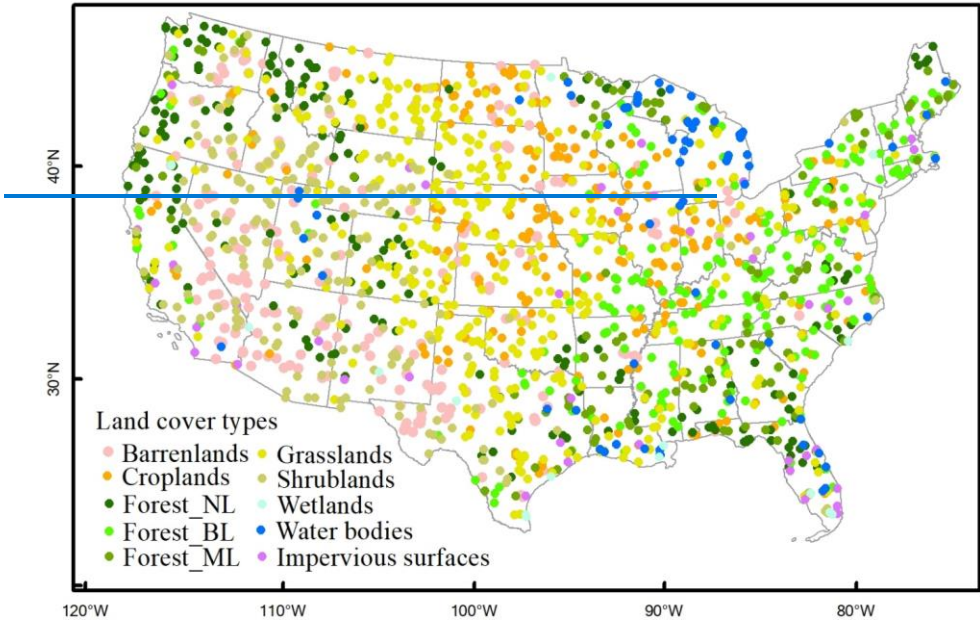 40°N
30°N
Land cover types
Barrenlands
Croplands
Forest_NL
Forest_BL
Forest_ML
Grasslands
Shrublands
Wetlands
Water bodies
Impervious surfaces
120°W 110°W 100°W 90°W 80°W